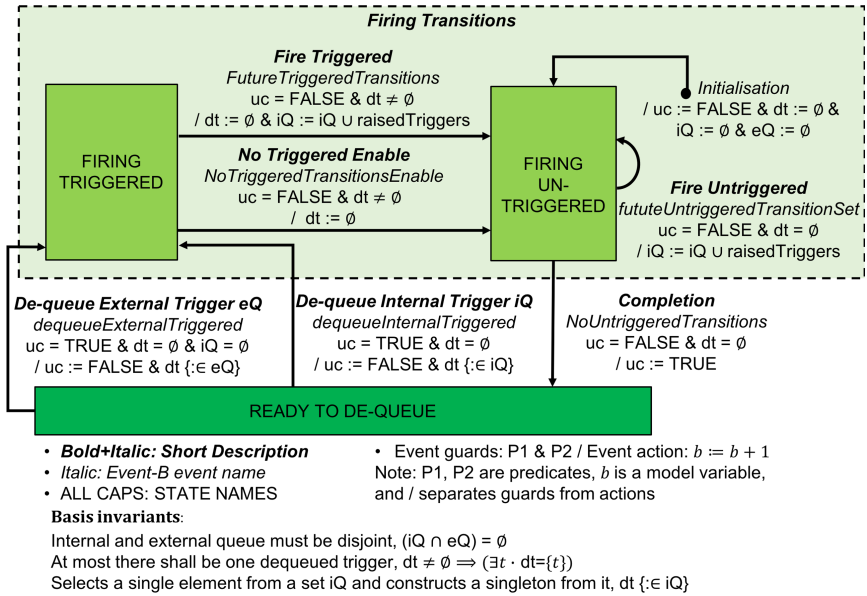 Firing Transitions
Fire Triggered
FutureTriggeredTransitions
uc = FALSE & dt ≠ ∅
/ dt := ∅ & iQ := iQ ∪ raisedTriggers
Initialisation
/ uc := FALSE & dt := ∅ &
iQ := ∅ & eQ := ∅
FIRING
TRIGGERED
No Triggered Enable
NoTriggeredTransitionsEnable
uc = FALSE & dt ≠ ∅
/ dt := ∅
FIRING
UN-
TRIGGERED
Fire Untriggered
fututeUntriggeredTransitionSet
uc = FALSE & dt = ∅
/ iQ := iQ ∪ raisedTriggers
De-queue External Trigger eQ
dequeueExternalTriggered
uc = TRUE & dt = ∅ & iQ = ∅
/ uc := FALSE & dt {:∈ eQ}
De-queue Internal Trigger iQ
dequeueInternalTriggered
uc = TRUE & dt = ∅
/ uc := FALSE & dt {:∈ iQ}
Completion
NoUntriggeredTransitions
uc = FALSE & dt = ∅
/ uc := TRUE
READY TO DE-QUEUE
• Bold+Italic: Short Description
• Italic: Event-B event name
• ALL CAPS: STATE NAMES
• Event guards: P1 & P2 / Event action: b := b + 1
Note: P1, P2 are predicates, b is a model variable,
and / separates guards from actions
Basis invariants:
Internal and external queue must be disjoint, (iQ ∩ eQ) = ∅
At most there shall be one dequeued trigger, dt ≠ ∅ ⟹ (∃t · dt={t})
Selects a single element from a set iQ and constructs a singleton from it, dt {:∈ iQ}